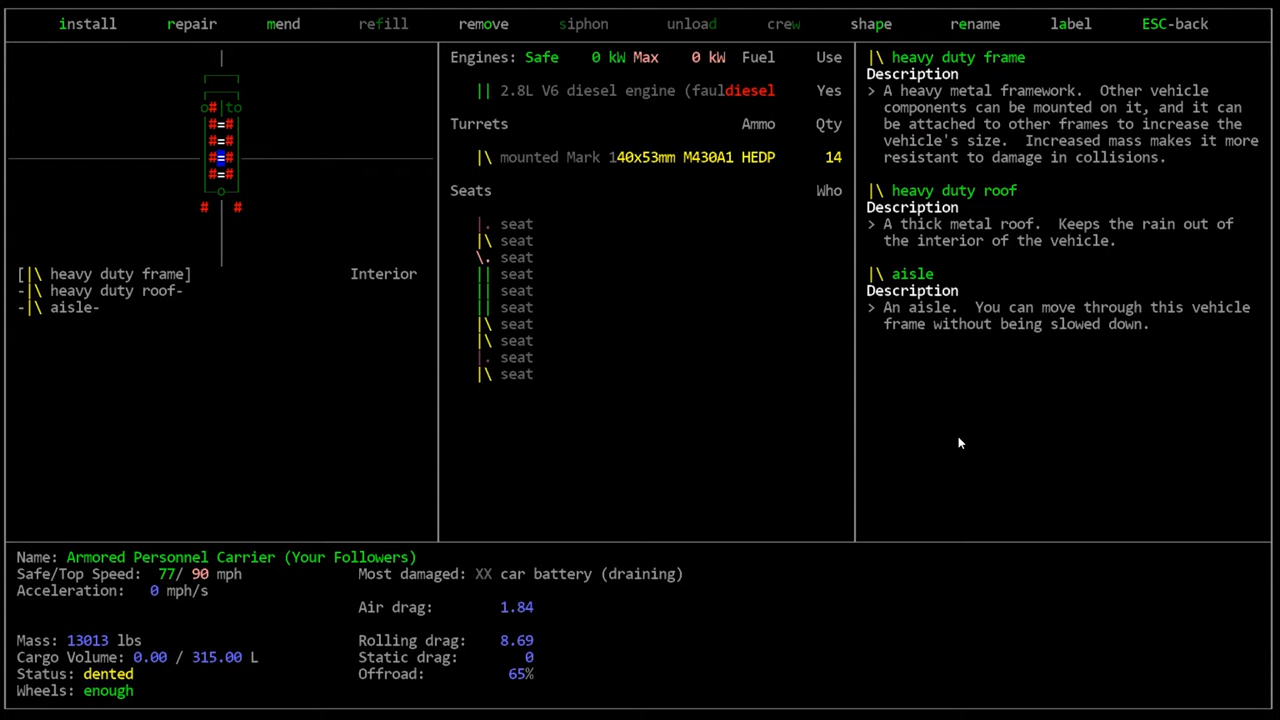 install repair mend refill remove siphon unload crew shape rename label ESC-back
[|\ heavy duty frame] Interior
-|\ heavy duty roof-
-|\ aisle-
Engines: Safe 0 kW Max 0 kW Fuel Use
|| 2.8L V6 diesel engine (fauldiesel Yes
Turrets Ammo Qty
|\ mounted Mark 140x53mm M430A1 HEDP 14
Seats Who
|. seat
|\ seat
\. seat
|| seat
|| seat
|| seat
|\ seat
|\ seat
|. seat
|\ seat
|\ heavy duty frame
Description
> A heavy metal framework. Other vehicle
components can be mounted on it, and it can
be attached to other frames to increase the
vehicle's size. Increased mass makes it more
resistant to damage in collisions.
|\ heavy duty roof
Description
> A thick metal roof. Keeps the rain out of
the interior of the vehicle.
|\ aisle
Description
> An aisle. You can move through this vehicle
frame without being slowed down.
Name: Armored Personnel Carrier (Your Followers)
Safe/Top Speed: 77/ 90 mph
Acceleration: 0 mph/s
Mass: 13013 lbs
Cargo Volume: 0.00 / 315.00 L
Status: dented
Wheels: enough
Most damaged: XX car battery (draining)
Air drag: 1.84
Rolling drag: 8.69
Static drag: 0
Offroad: 65%